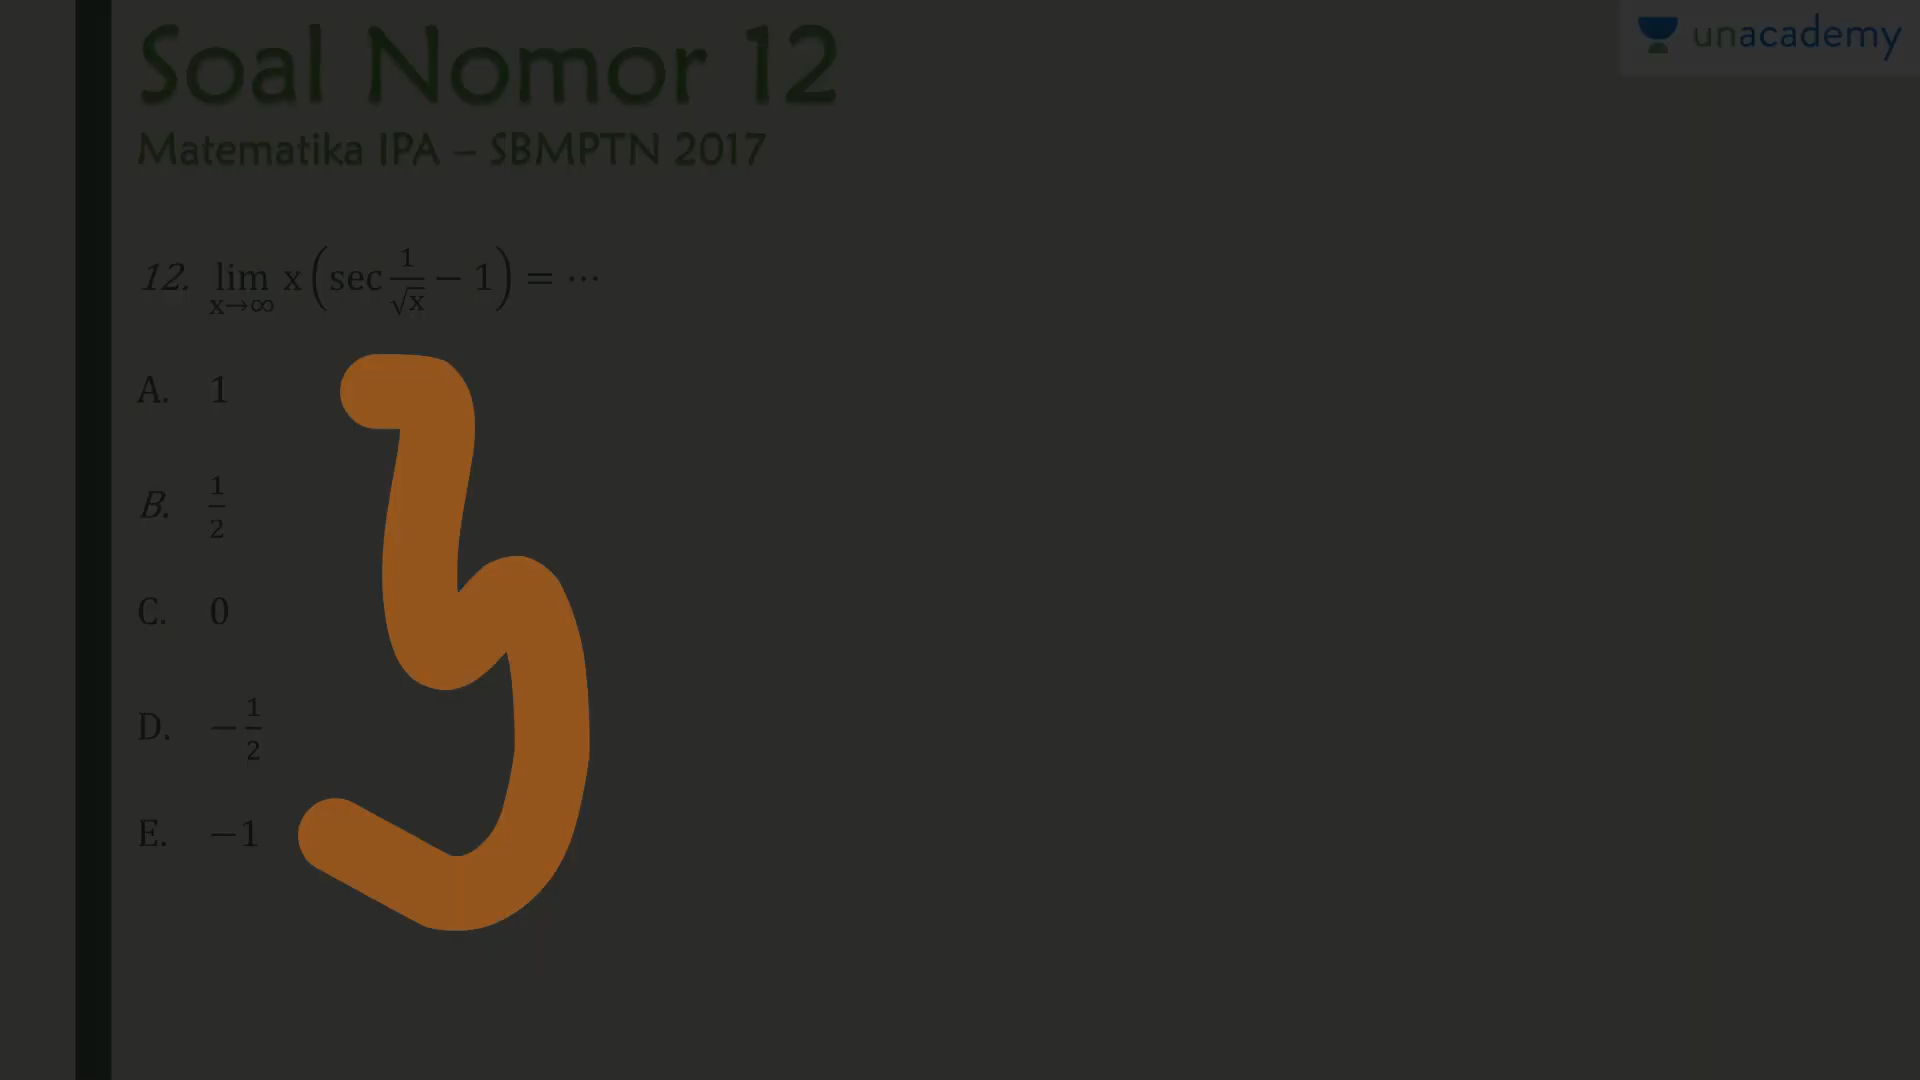 Soal Nomor 12
unacademy
Matematika IPA – SBMPTN 2017
12. lim x→∞ x (sec 1/√x − 1) = ⋯
A. 1
B. 1/2
C. 0
D. −1/2
E. −1